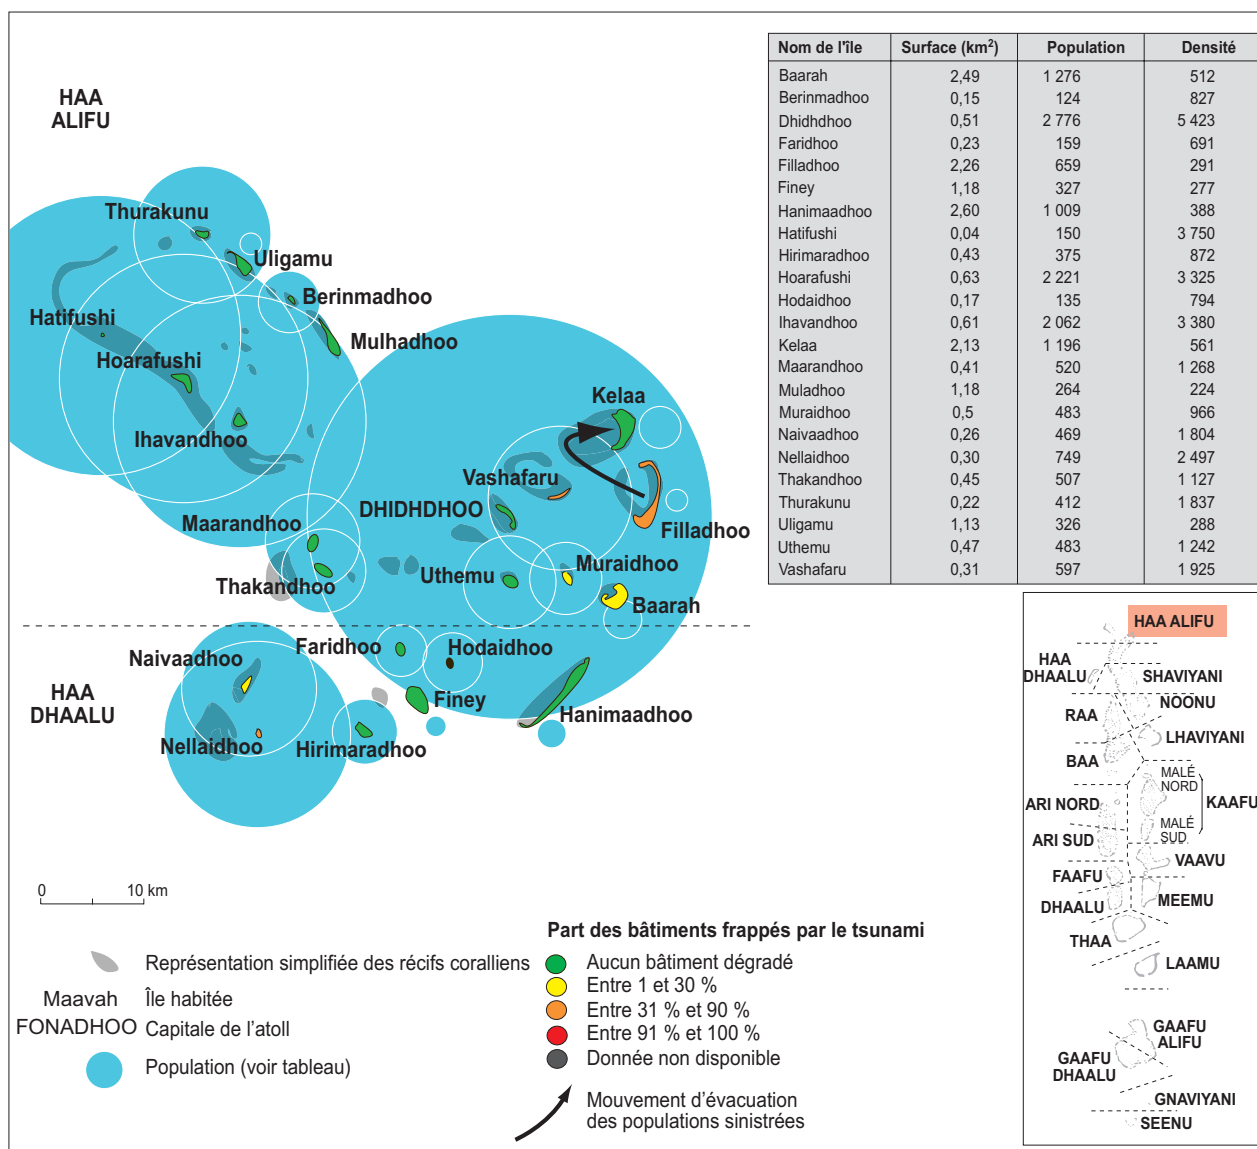 HAA
ALIFU
Thurakunu
Uligamu
Berinmadhoo
Hatifushi
Mulhadhoo
Hoarafushi
Ihavandhoo
Kelaa
Vashafaru
DHIDHDHOO
Filladhoo
Maarandhoo
Thakandhoo
Uthemu
Muraidhoo
Baarah
HAA
DHAALU
Naivaadhoo
Faridhoo
Hodaidhoo
Finey
Hanimaadhoo
Nellaidhoo
Hirimaradhoo
0 10 km
Nom de l'île Surface (km²) Population Densité
Baarah 2,49 1 276 512
Berinmadhoo 0,15 124 827
Dhidhdhoo 0,51 2 776 5 423
Faridhoo 0,23 159 691
Filladhoo 2,26 659 291
Finey 1,18 327 277
Hanimaadhoo 2,60 1 009 388
Hatifushi 0,04 150 3 750
Hirimaradhoo 0,43 375 872
Hoarafushi 0,63 2 221 3 325
Hodaidhoo 0,17 135 794
Ihavandhoo 0,61 2 062 3 380
Kelaa 2,13 1 196 561
Maarandhoo 0,41 520 1 268
Muladhoo 1,18 264 224
Muraidhoo 0,5 483 966
Naivaadhoo 0,26 469 1 804
Nellaidhoo 0,30 749 2 497
Thakandhoo 0,45 507 1 127
Thurakunu 0,22 412 1 837
Uligamu 1,13 326 288
Uthemu 0,47 483 1 242
Vashafaru 0,31 597 1 925
HAA ALIFU
HAA
DHAALU
SHAVIYANI
NOONU
RAA
LHAVIYANI
BAA
MALÉ
NORD
ARI NORD
KAAFU
MALÉ
SUD
ARI SUD
VAAVU
FAAFU
MEEMU
DHAALU
THAA
LAAMU
GAAFU
ALIFU
GAAFU
DHAALU
GNAVIYANI
SEENU
Représentation simplifiée des récifs coralliens
Maavah Île habitée
FONADHOO Capitale de l'atoll
Population (voir tableau)
Part des bâtiments frappés par le tsunami
Aucun bâtiment dégradé
Entre 1 et 30 %
Entre 31 % et 90 %
Entre 91 % et 100 %
Donnée non disponible
Mouvement d'évacuation
des populations sinistrées